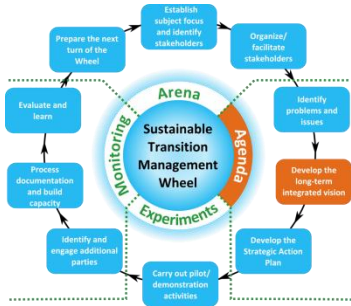 Establish
subject focus
and identify
stakeholders
Organize/
facilitate
stakeholders
Identify
problems and
issues
Develop the
long-term
integrated vision
Develop the
Strategic Action
Plan
Carry out pilot/
demonstration
activities
Identify and
engage additional
parties
Process
documentation
and build
capacity
Evaluate and
learn
Prepare the next
turn of the
Wheel
Arena
Agenda
Experiments
Monitoring
Sustainable
Transition
Management
Wheel